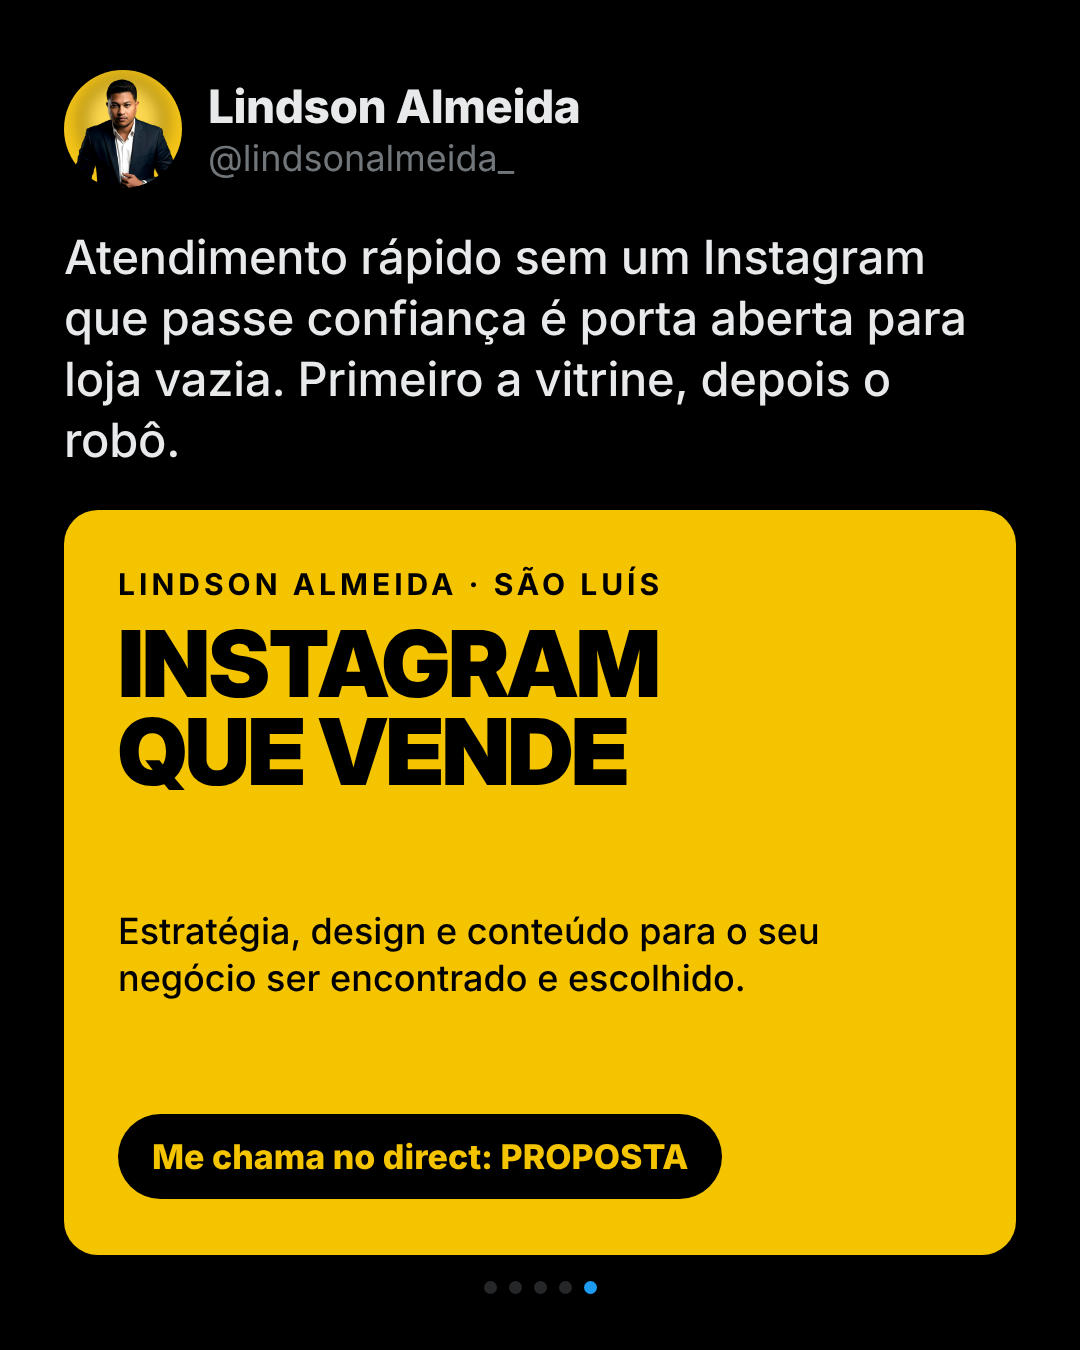 Lindson Almeida
@lindsonalmeida_
Atendimento rápido sem um Instagram
que passe confiança é porta aberta para
loja vazia. Primeiro a vitrine, depois o
robô.
LINDSON ALMEIDA · SÃO LUÍS
INSTAGRAM
QUE VENDE
Estratégia, design e conteúdo para o seu
negócio ser encontrado e escolhido.
Me chama no direct: PROPOSTA